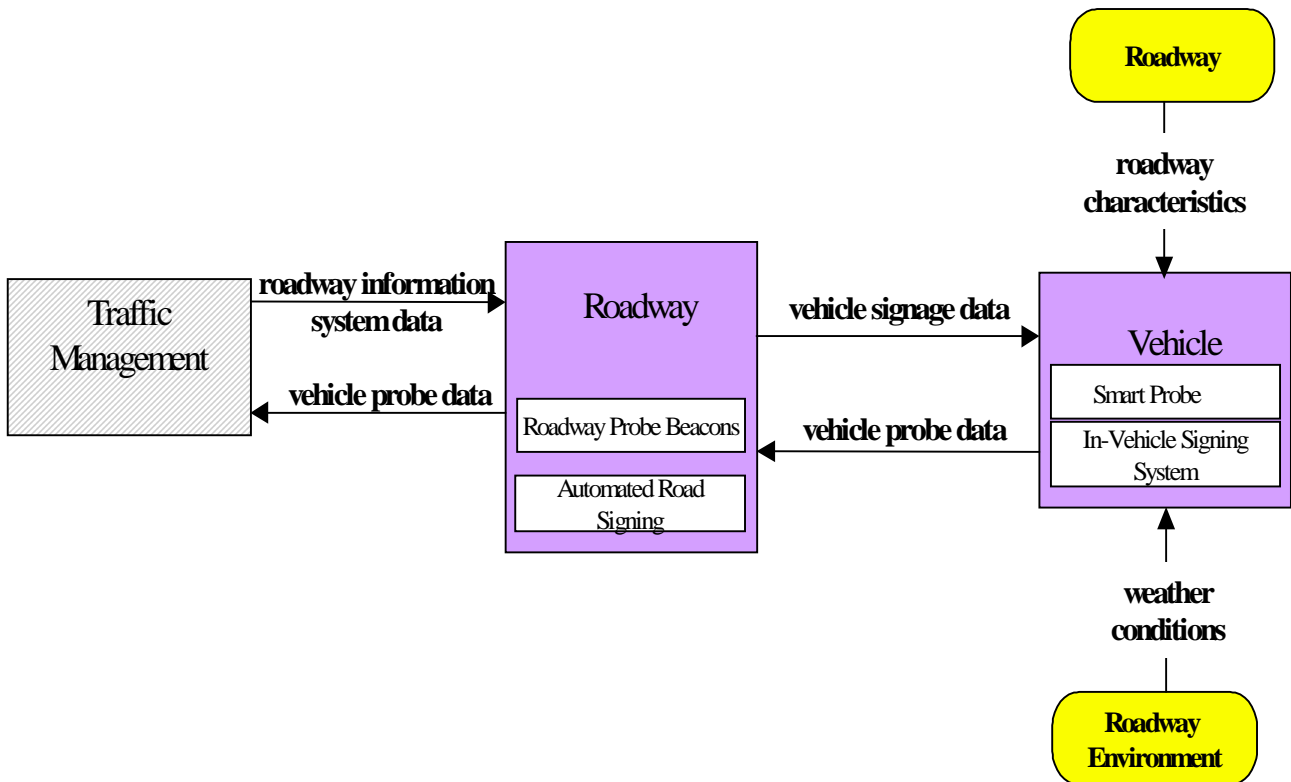 Roadway
roadway
characteristics
Traffic
Management
roadway information
system data
vehicle probe data
Roadway
Roadway Probe Beacons
Automated Road
Signing
vehicle signage data
vehicle probe data
Vehicle
Smart Probe
In-Vehicle Signing
System
weather
conditions
Roadway
Environment